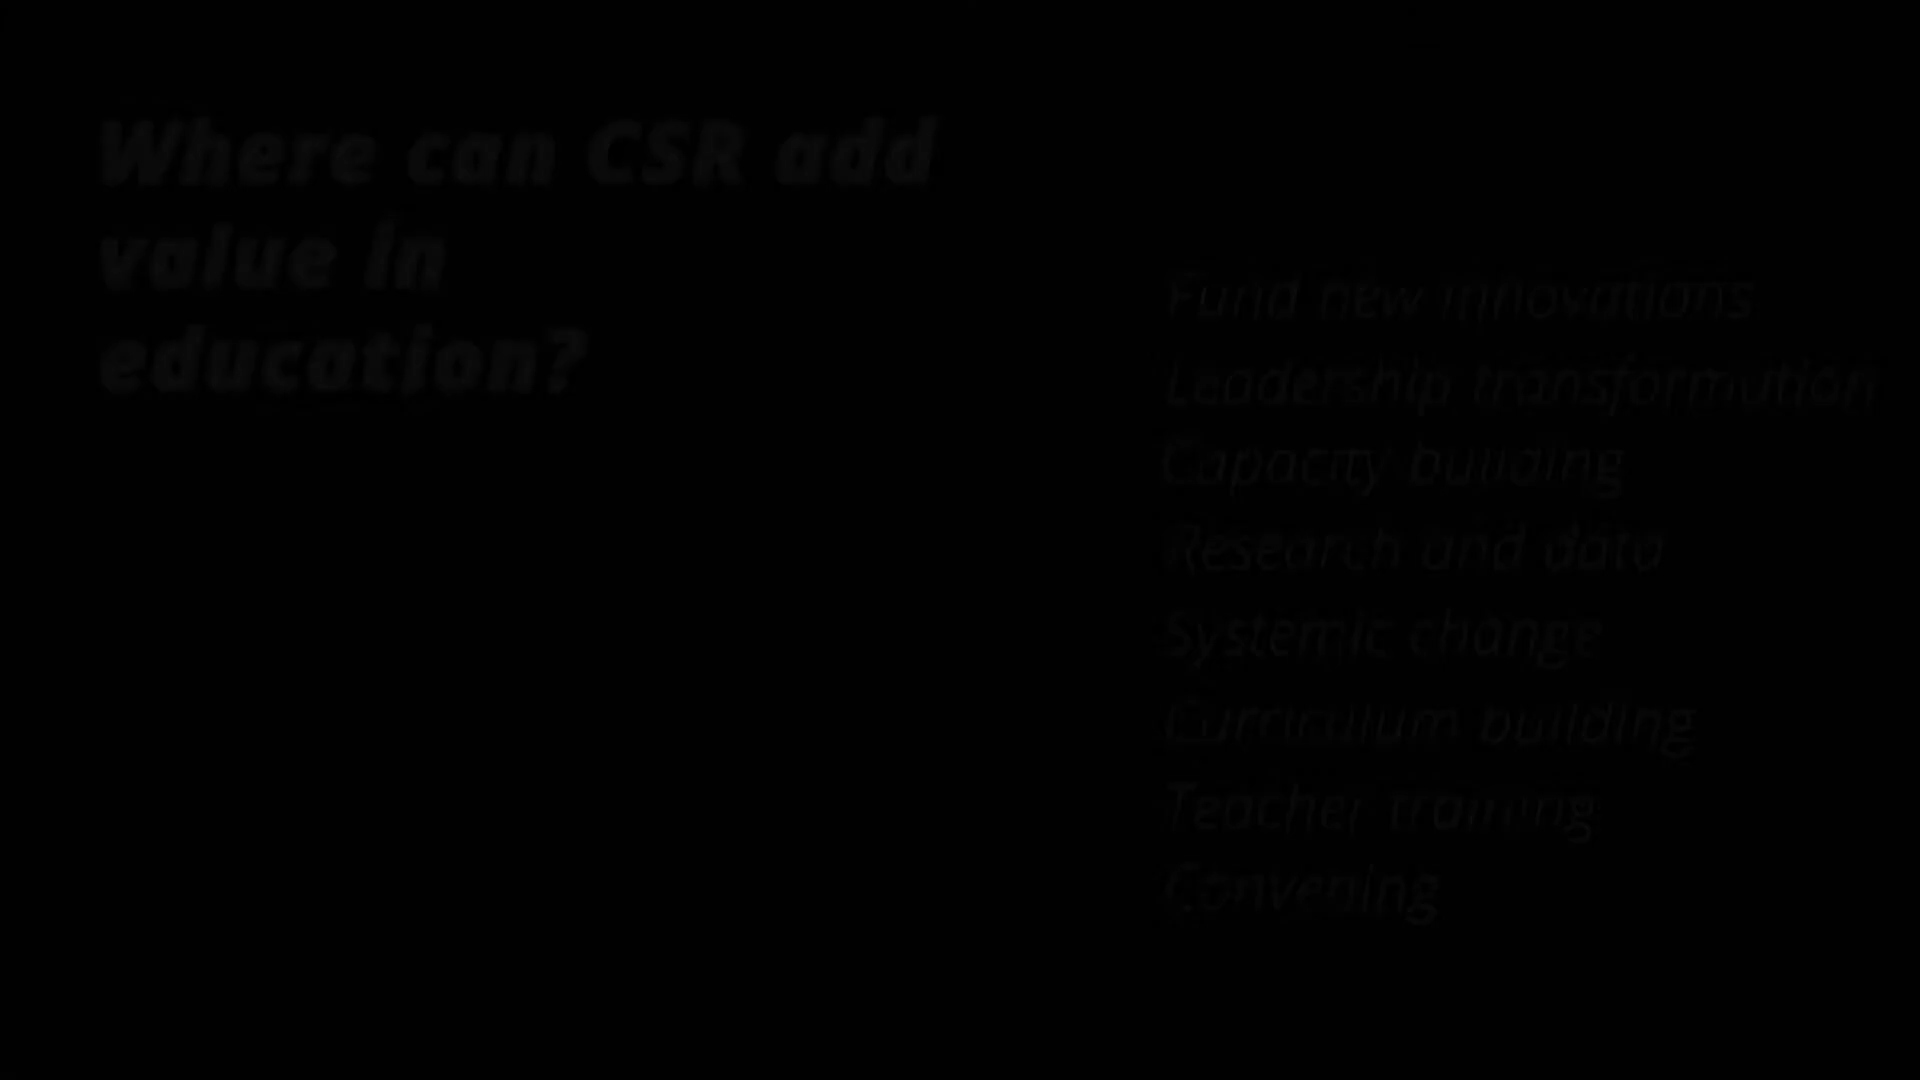 Where can CSR add
value in
education?
Fund new innovations
Leadership transformation
Capacity building
Research and data
Systemic change
Curriculum building
Teacher training
Convening